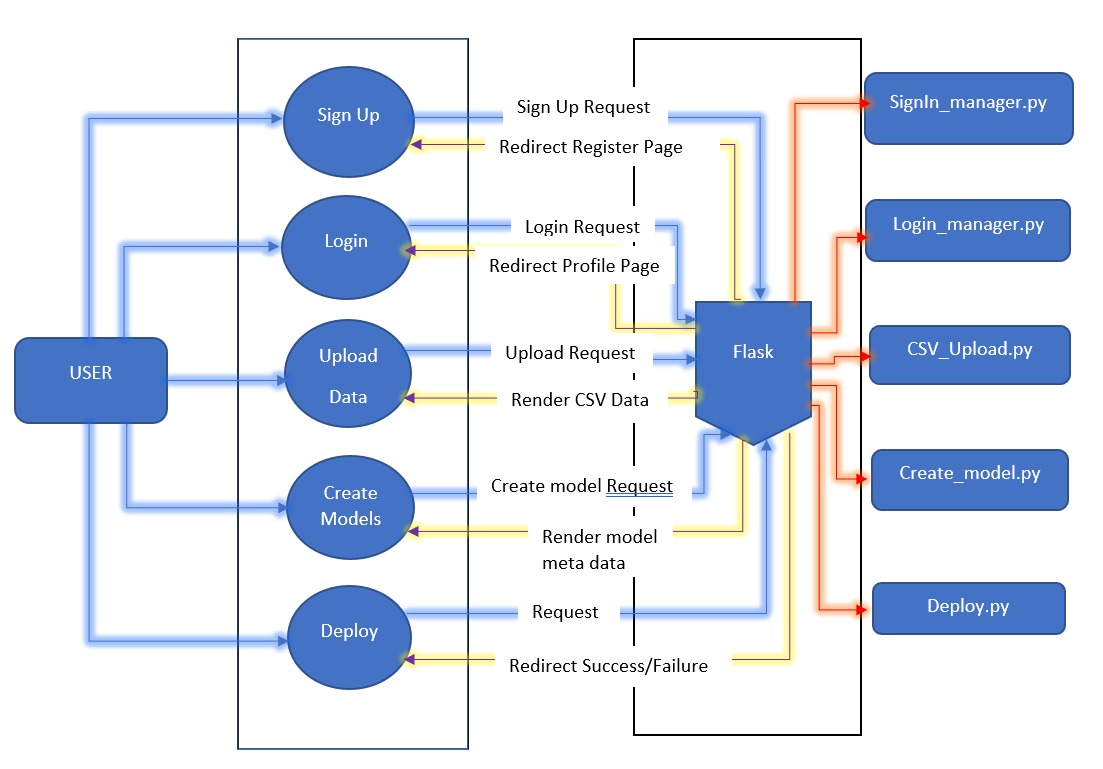 Sign Up
Sign Up Request
Redirect Register Page
SignIn_manager.py
Login
Login Request
Redirect Profile Page
Login_manager.py
USER
Upload
Data
Upload Request
Render CSV Data
Flask
CSV_Upload.py
Create
Models
Create model Request
Render model
meta data
Create_model.py
Deploy
Request
Redirect Success/Failure
Deploy.py